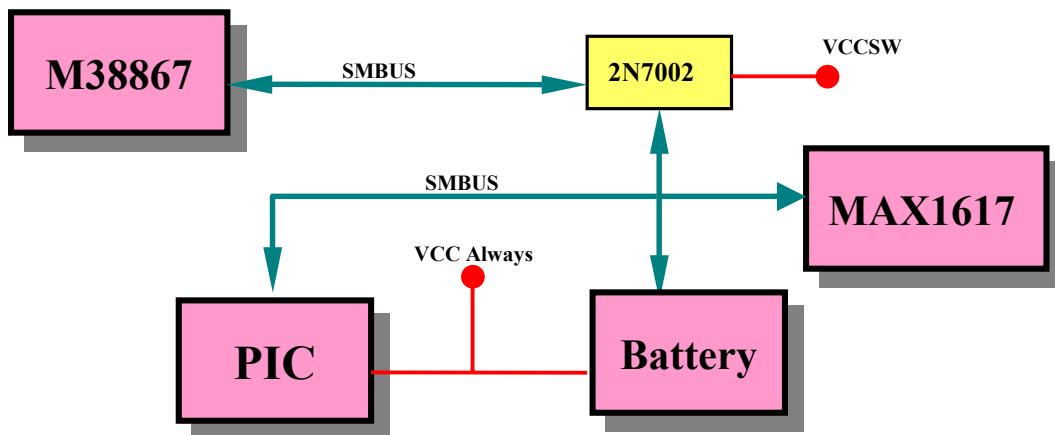 M38867
SMBUS
2N7002
VCCSW
SMBUS
MAX1617
VCC Always
PIC
Battery